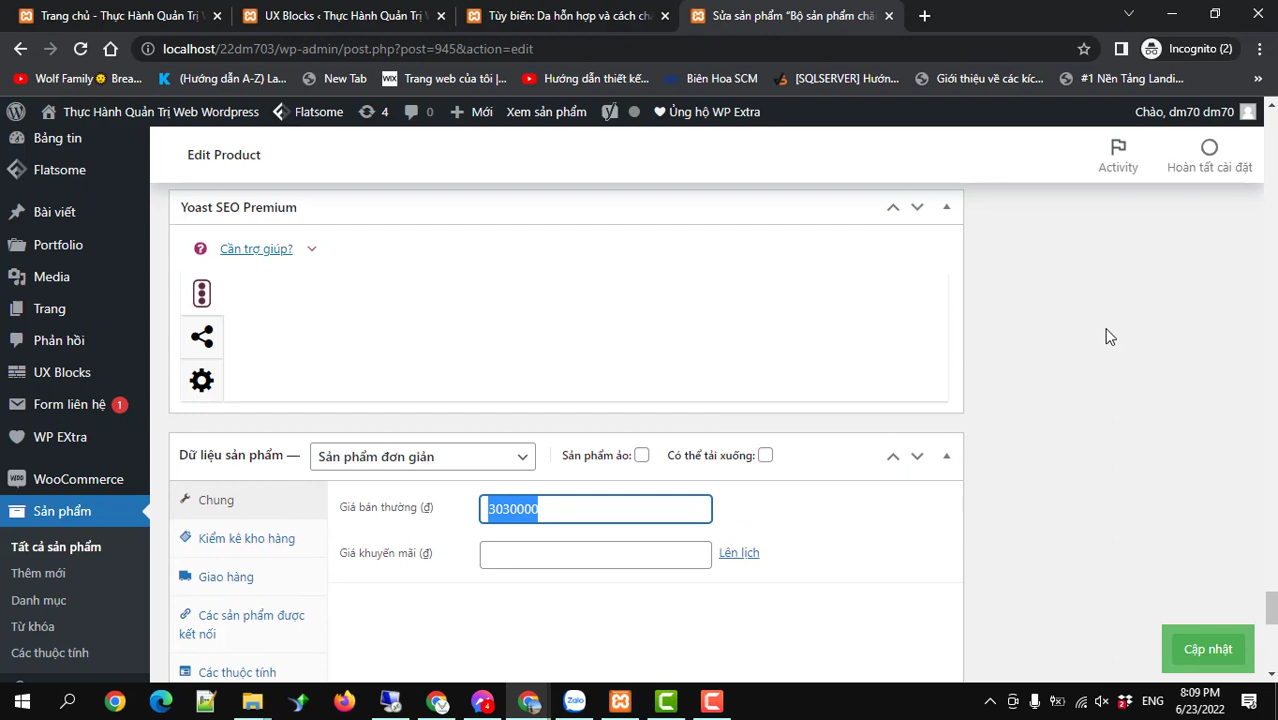 Trang chủ - Thực Hành Quản Trị V
UX Blocks ‹ Thực Hành Quản Trị W
Tùy biến: Da hỗn hợp và cách chă
Sửa sản phẩm "Bộ sản phẩm chăn
localhost/22dm703/wp-admin/post.php?post=945&action=edit
Incognito (2)
Wolf Family Brea...
(Hướng dẫn A-Z) La...
New Tab
Trang web của tôi |...
Hướng dẫn thiết kế...
Biên Hoa SCM
[SQLSERVER] Hướn...
Giới thiệu về các kíc...
#1 Nền Tảng Landi...
Thực Hành Quản Trị Web Wordpress
Flatsome
4
0
Mới
Xem sản phẩm
Ủng hộ WP Extra
Chào, dm70 dm70
Bảng tin
Flatsome
Bài viết
Portfolio
Media
Trang
Phản hồi
UX Blocks
Form liên hệ 1
WP EXtra
WooCommerce
Sản phẩm
Tất cả sản phẩm
Thêm mới
Danh mục
Từ khóa
Các thuộc tính
Edit Product
Activity
Hoàn tất cài đặt
Yoast SEO Premium
Cần trợ giúp?
Dữ liệu sản phẩm —
Sản phẩm đơn giản
Sản phẩm ảo:
Có thể tải xuống:
Chung
Kiểm kê kho hàng
Giao hàng
Các sản phẩm được
kết nối
Các thuộc tính
Giá bán thường (₫)
3030000
Giá khuyến mãi (₫)
Lên lịch
Cập nhật
4
Zalo
ENG
8:09 PM
6/23/2022